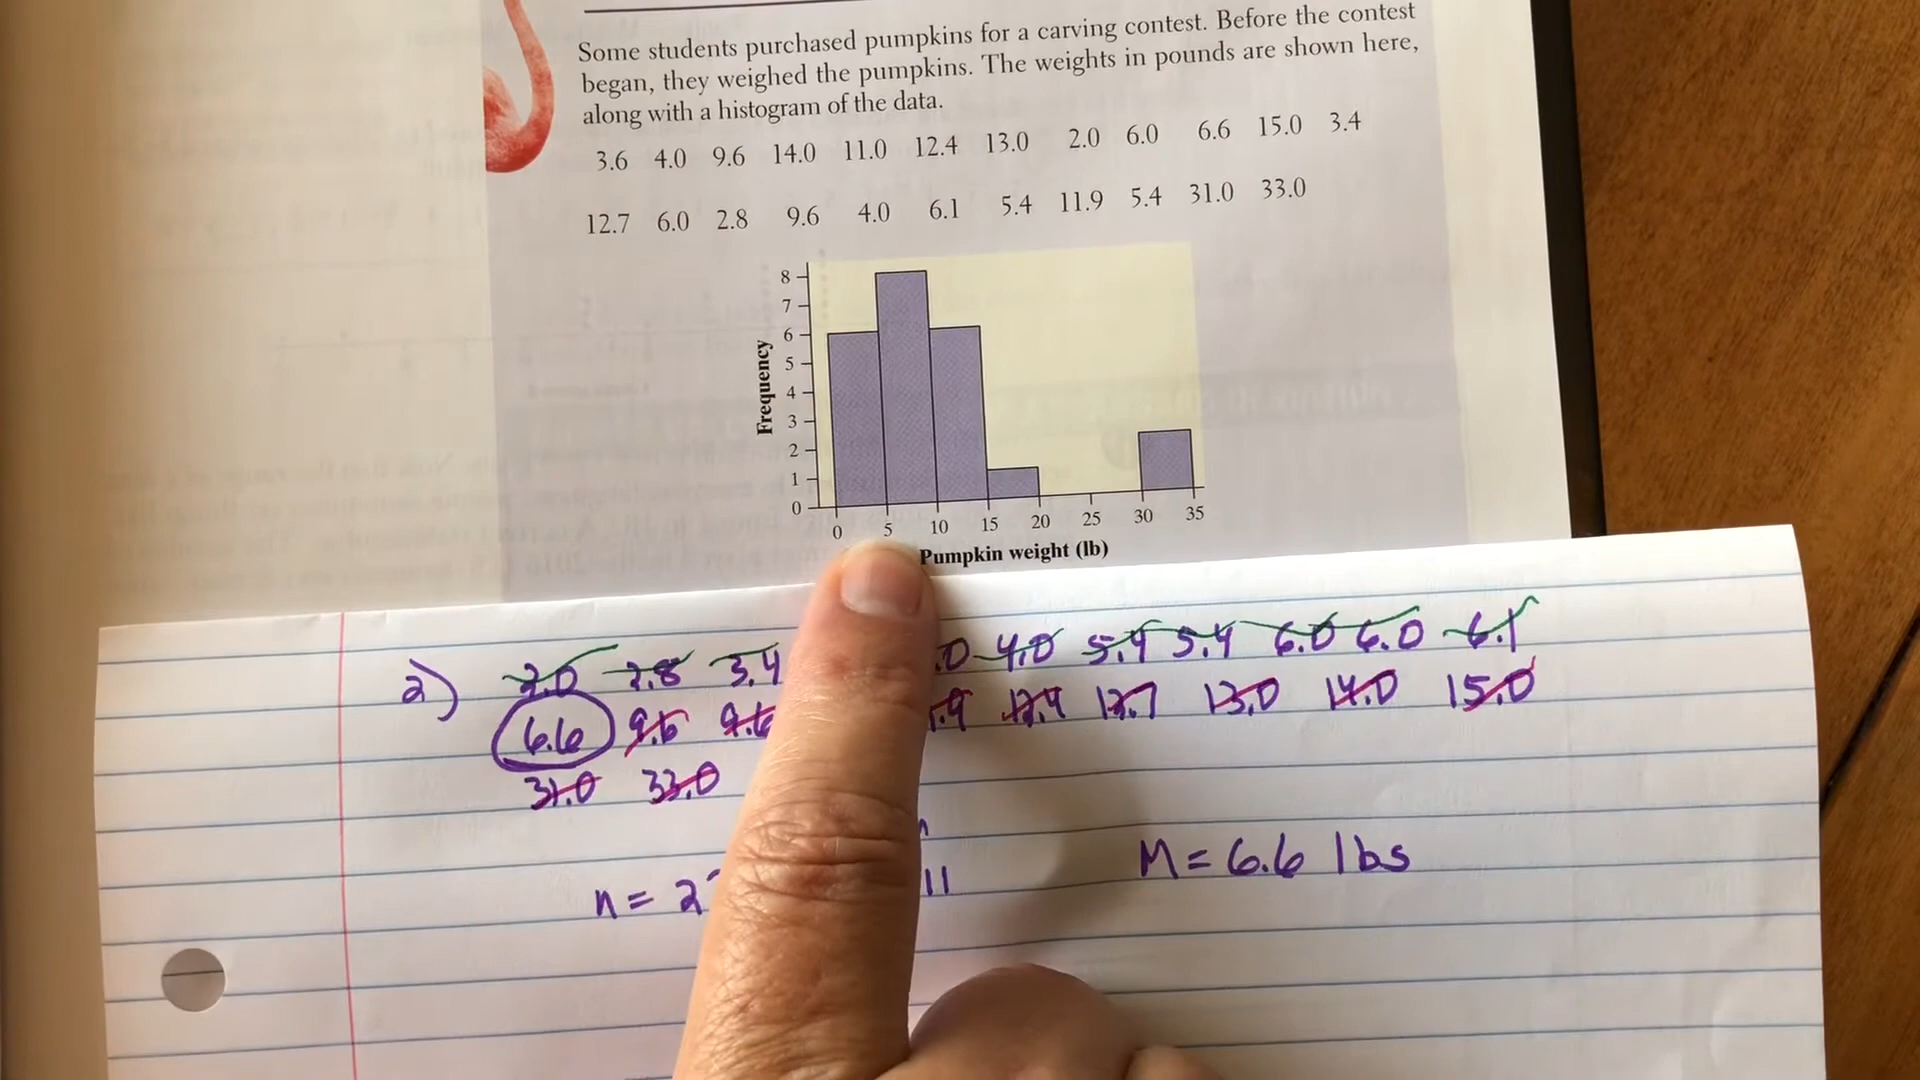 Some students purchased pumpkins for a carving contest. Before the contest
began, they weighed the pumpkins. The weights in pounds are shown here,
along with a histogram of the data.
3.6 4.0 9.6 14.0 11.0 12.4 13.0 2.0 6.0 6.6 15.0 3.4
12.7 6.0 2.8 9.6 4.0 6.1 5.4 11.9 5.4 31.0 33.0
Frequency
8
7
6
5
4
3
2
1
0
0 5 10 15 20 25 30 35
Pumpkin weight (lb)
a) 2.0 2.8 3.4 .0 4.0 5.4 5.4 6.0 6.0 6.1
6.6 9.6 9.6 .9 12.4 12.7 13.0 14.0 15.0
31.0 33.0
n = 2 11 M = 6.6 lbs